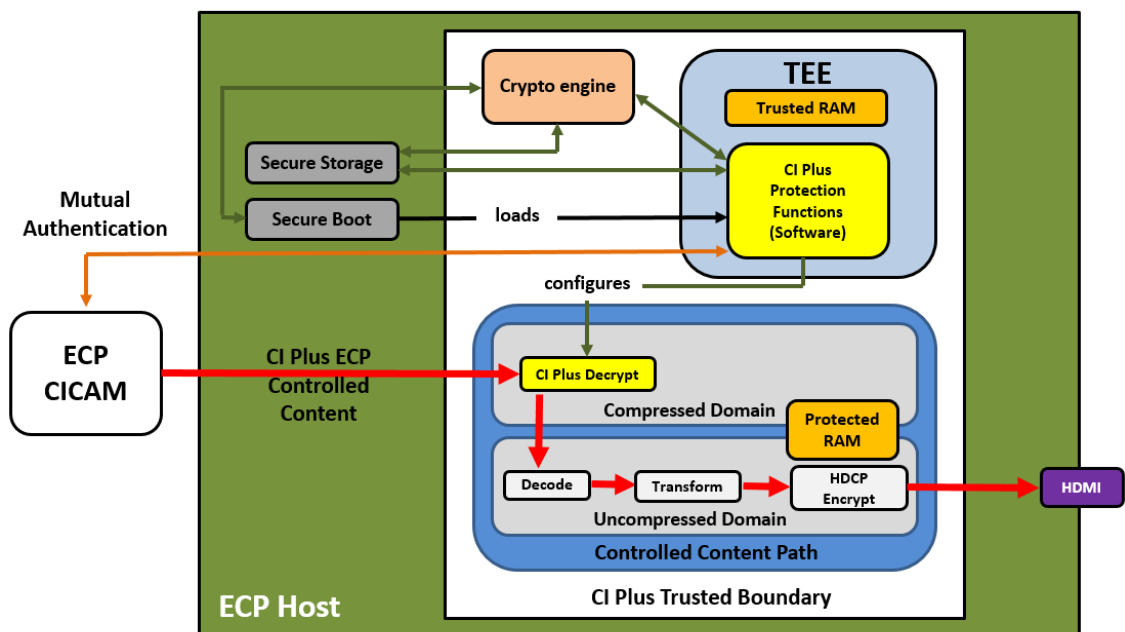 TEE
Crypto engine
Trusted RAM
Secure Storage
CI Plus
Protection
Functions
(Software)
Mutual
Authentication
Secure Boot
loads
configures
ECP
CICAM
CI Plus ECP
Controlled
Content
CI Plus Decrypt
Compressed Domain
Protected
RAM
Decode
Transform
HDCP
Encrypt
HDMI
Uncompressed Domain
Controlled Content Path
ECP Host
CI Plus Trusted Boundary